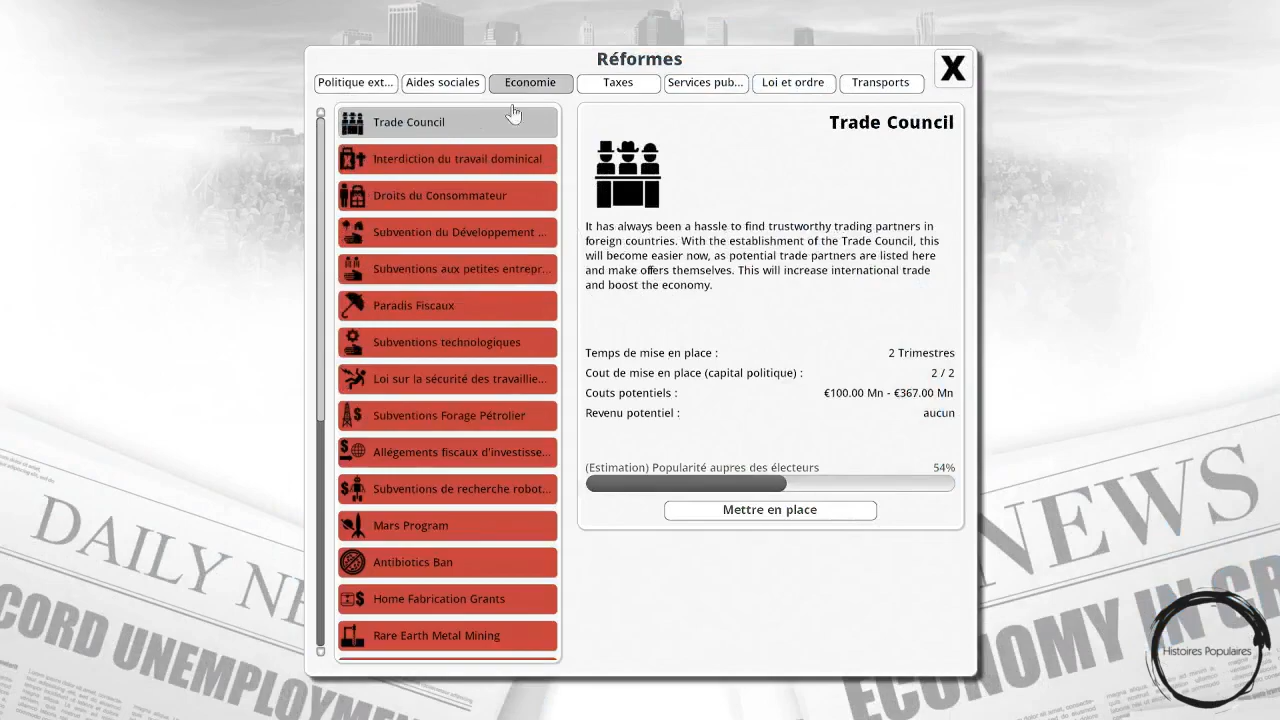 Réformes
X
Politique ext...
Aides sociales
Economie
Taxes
Services pub...
Loi et ordre
Transports
Trade Council
Interdiction du travail dominical
Droits du Consommateur
Subvention du Développement ...
Subventions aux petites entrepr...
Paradis Fiscaux
Subventions technologiques
Loi sur la sécurité des travaillie...
Subventions Forage Pétrolier
Allégements fiscaux d'investisse...
Subventions de recherche robot...
Mars Program
Antibiotics Ban
Home Fabrication Grants
Rare Earth Metal Mining
Trade Council
It has always been a hassle to find trustworthy trading partners in
foreign countries. With the establishment of the Trade Council, this
will become easier now, as potential trade partners are listed here
and make offers themselves. This will increase international trade
and boost the economy.
Temps de mise en place : 2 Trimestres
Cout de mise en place (capital politique) : 2 / 2
Couts potentiels : €100.00 Mn - €367.00 Mn
Revenu potentiel : aucun
(Estimation) Popularité aupres des électeurs 54%
Mettre en place
DAILY NE
CORD UNEMPLOYM
NEWS
ECONOMY IN CR
Histoires Populaires